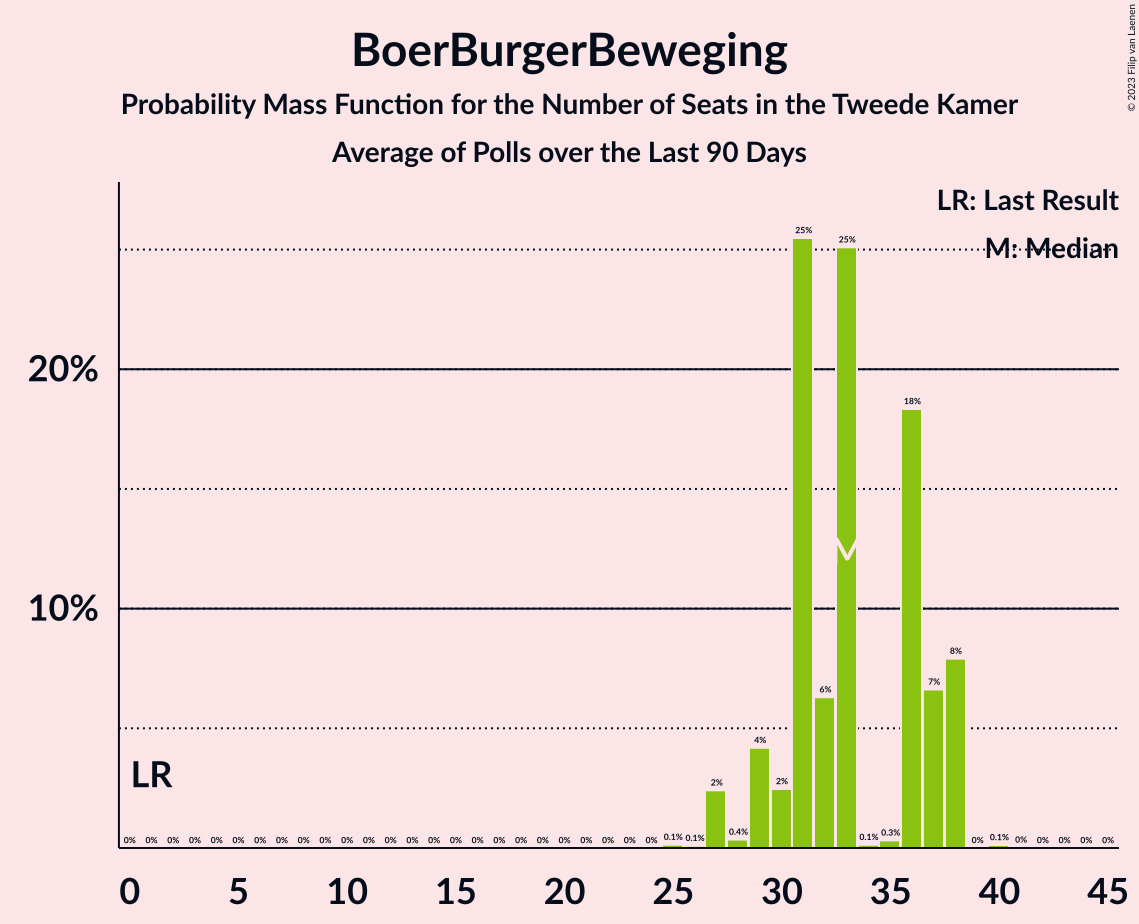 BoerBurgerBeweging
Probability Mass Function for the Number of Seats in the Tweede Kamer
Average of Polls over the Last 90 Days
© 2023 Filip van Laenen
LR: Last Result
M: Median
25% 25%
20%
18%
M
10%
8%
7%
6%
4%
LR
2% 2%
0% 0% 0% 0% 0% 0% 0% 0% 0% 0% 0% 0% 0% 0% 0% 0% 0% 0% 0% 0% 0% 0% 0% 0% 0% 0.1% 0.1% 0.4% 0.1% 0.3% 0% 0.1% 0% 0% 0% 0% 0%
0 5 10 15 20 25 30 35 40 45